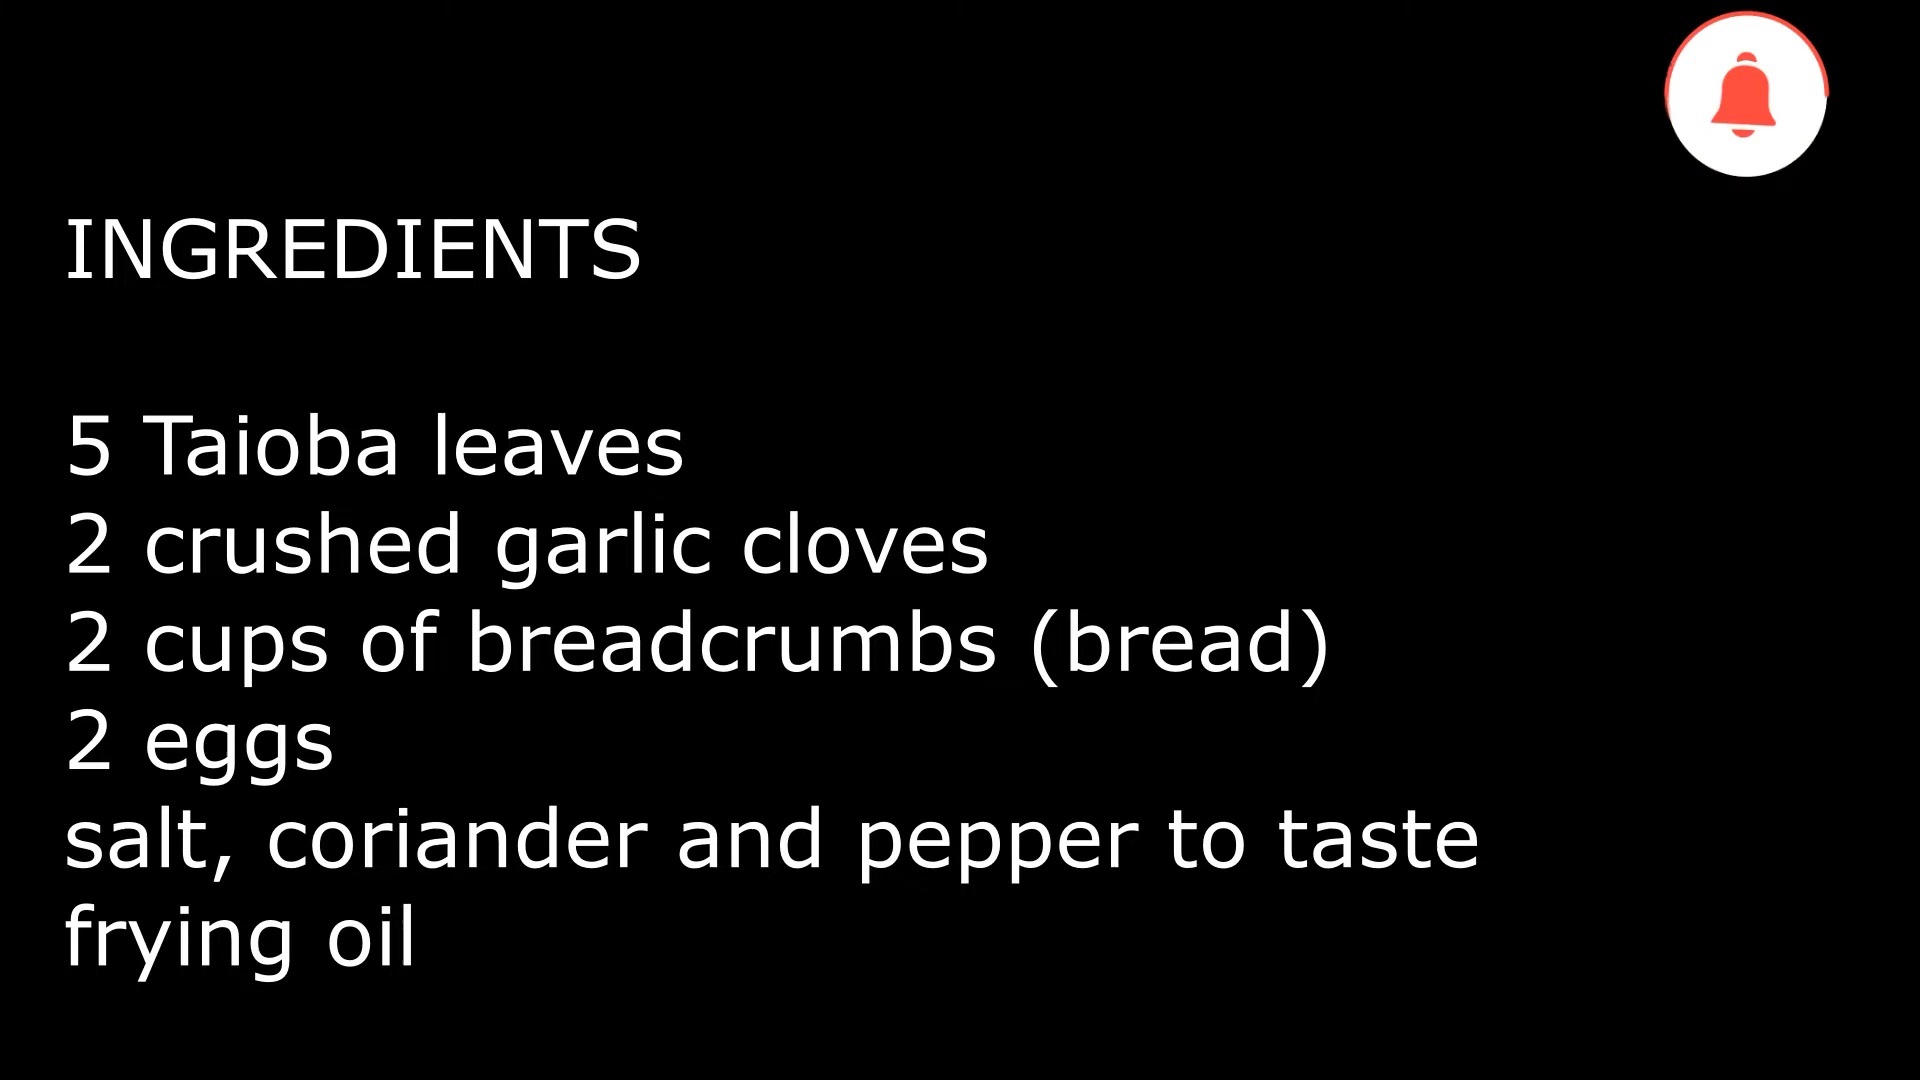 INGREDIENTS
5 Taioba leaves
2 crushed garlic cloves
2 cups of breadcrumbs (bread)
2 eggs
salt, coriander and pepper to taste
frying oil